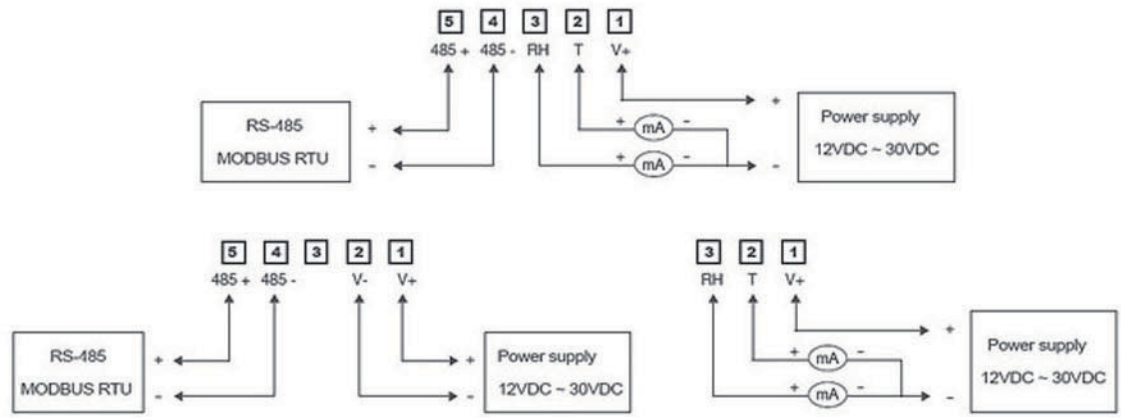 5 4 3 2 1
485 + 485 - RH T V+
+
Power supply
12VDC ~ 30VDC
RS-485
MODBUS RTU
+
-
+ mA -
+ mA -
-
5 4 3 2 1
485 + 485 - V- V+
RS-485
MODBUS RTU
+
-
+
-
Power supply
12VDC ~ 30VDC
3 2 1
RH T V+
+
+ mA -
+ mA -
-
Power supply
12VDC ~ 30VDC